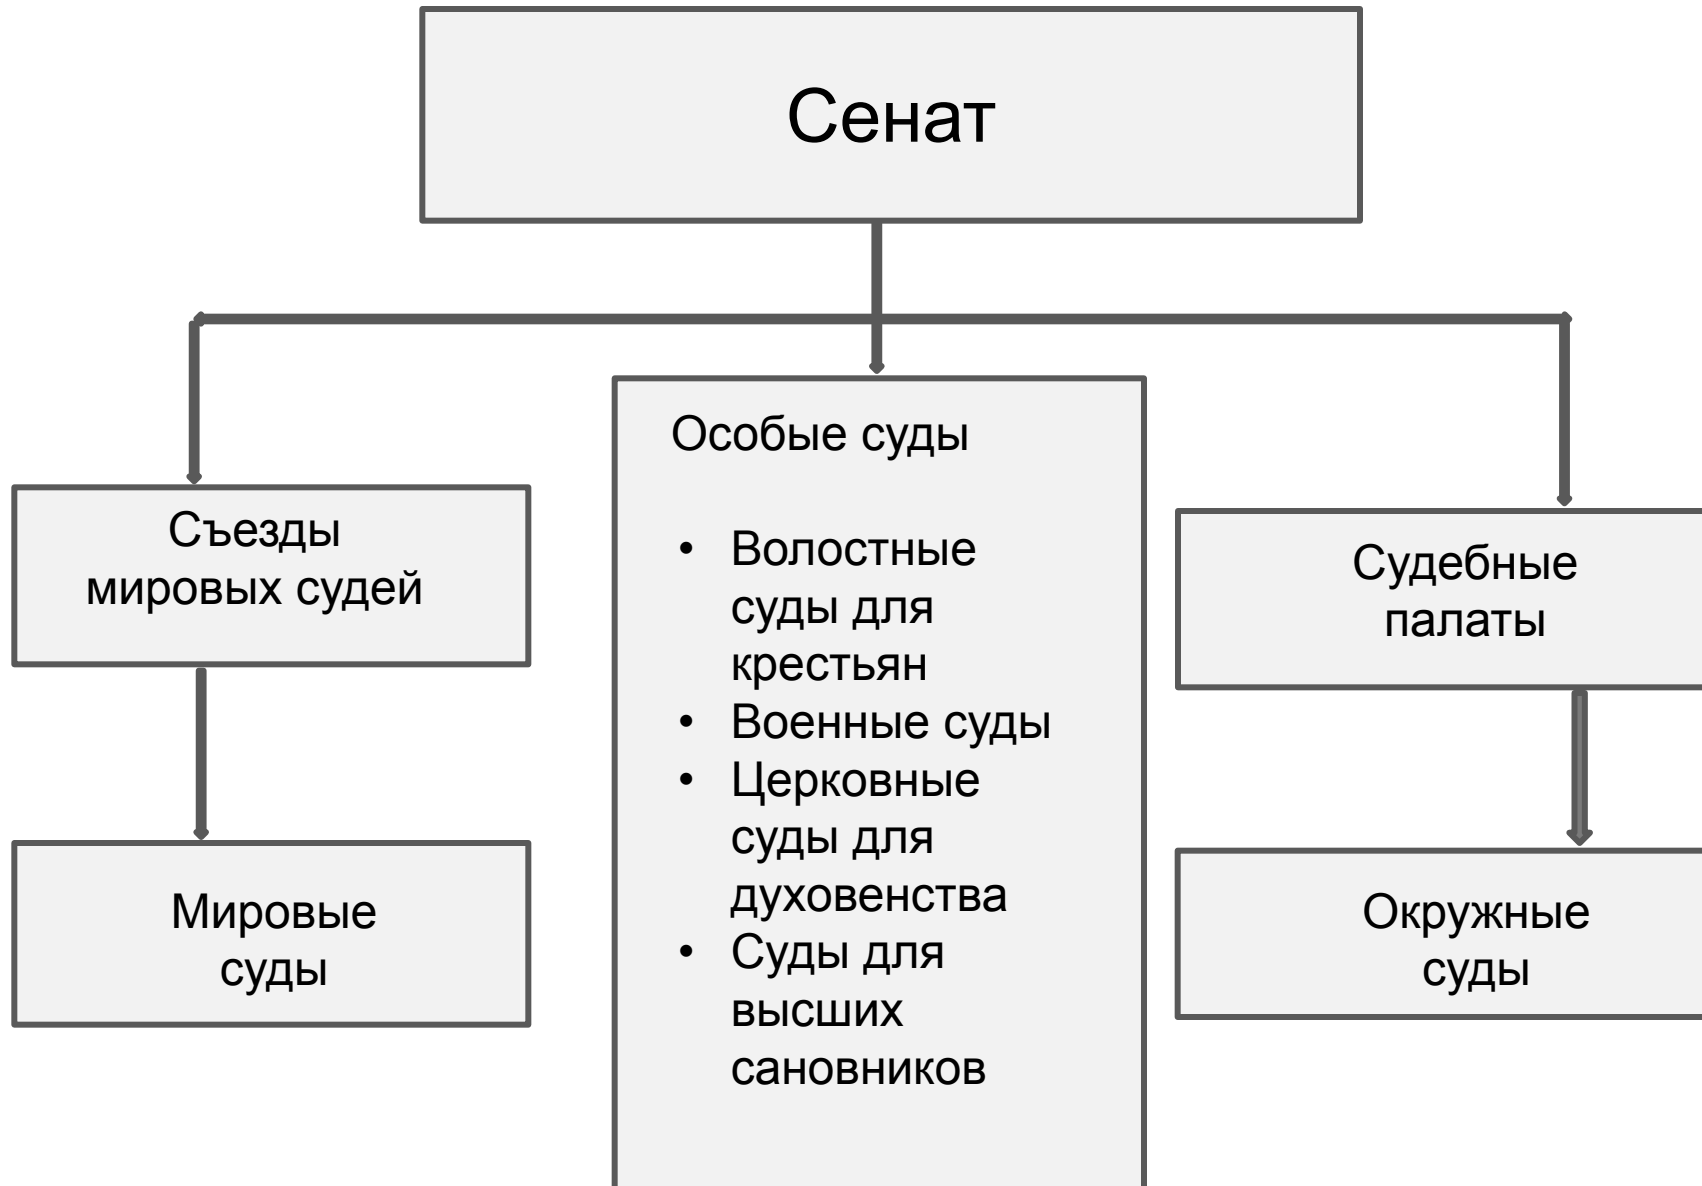 Сенат
Съезды
мировых судей
Мировые
суды
Особые суды
• Волостные
суды для
крестьян
• Военные суды
• Церковные
суды для
духовенства
• Суды для
высших
сановников
Судебные
палаты
Окружные
суды